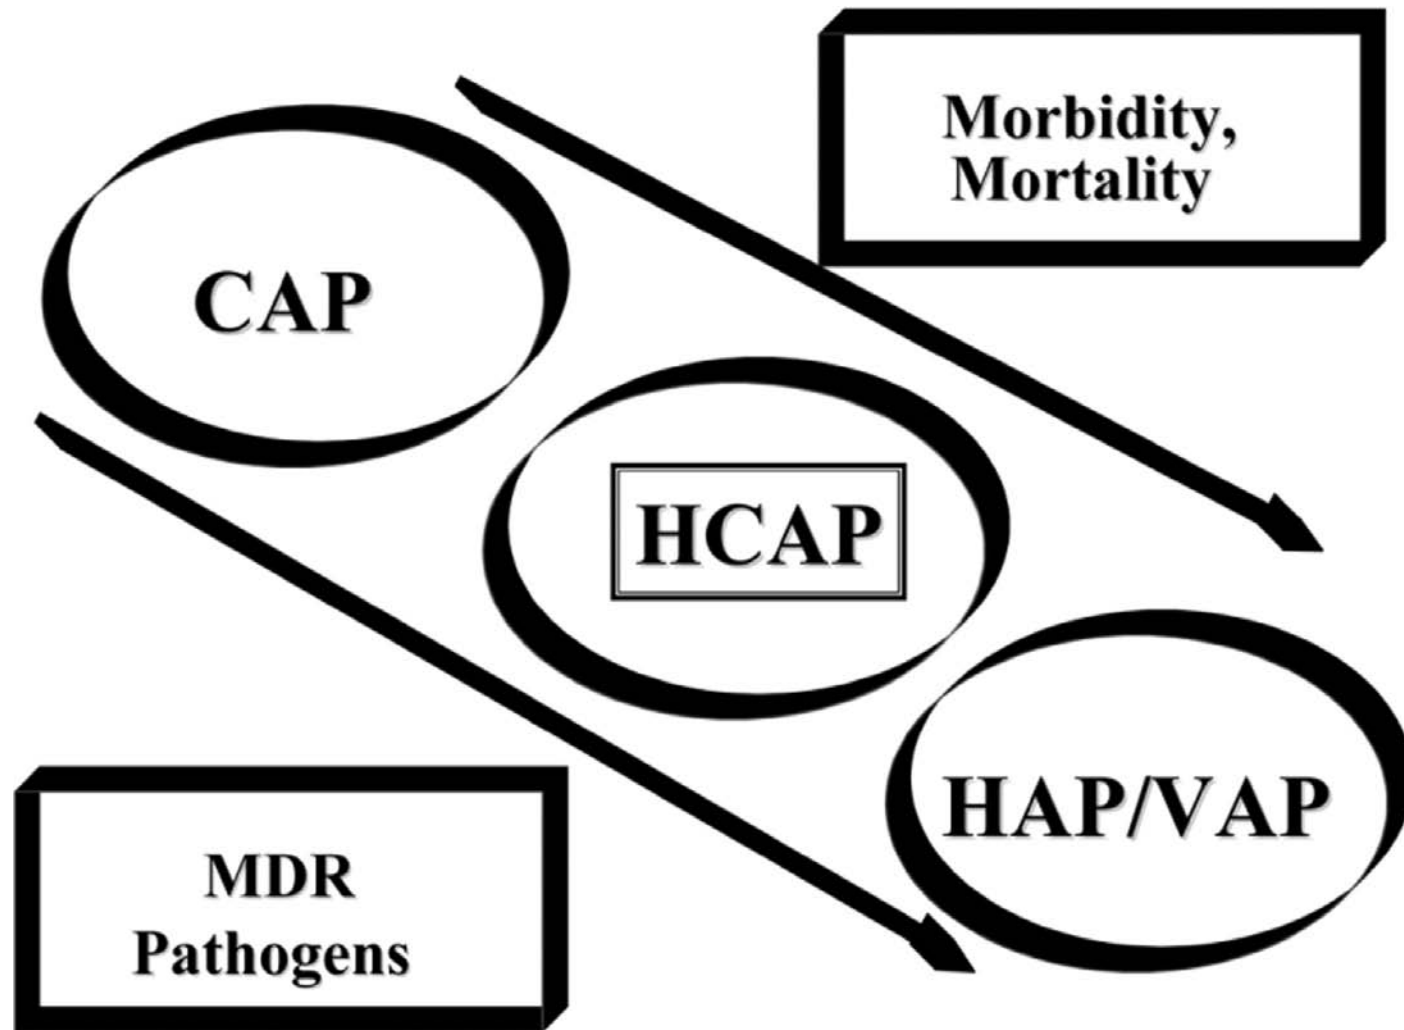 Morbidity,
Mortality
CAP
HCAP
HAP/VAP
MDR
Pathogens